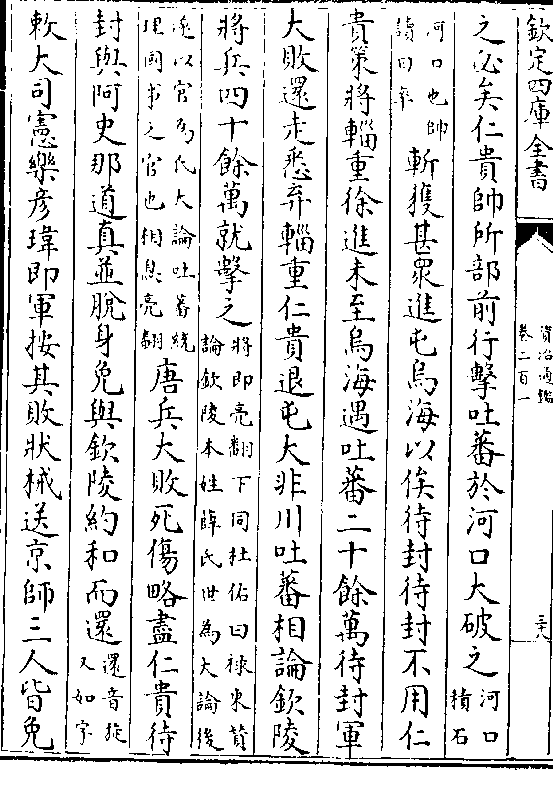 欽定四庫全書
資治通鑑
卷二百一
三六
之必矣仁貴帥所部前行擊吐蕃於河口大破之河口積石
河口也帥讀曰率斬獲甚衆進屯烏海以俟待封待封不用仁
貴策將輜重徐進未至烏海遇吐蕃二十餘萬待封軍
大敗還走悉弃輜重仁貴退屯大非川吐蕃相論欽陵
將兵四十餘萬就擊之將即亮翻下同杜佑曰禄東賛論欽陵本姓薛氏世為大論後
遂以官為氏大論吐蕃統理國事之官也相息亮翻唐兵大敗死傷略盡仁貴待
封與阿史那道真並脫身免與欽陵約和而還還音旋又如字
敕大司憲樂彦瑋即軍按其敗狀械送京師三人皆免